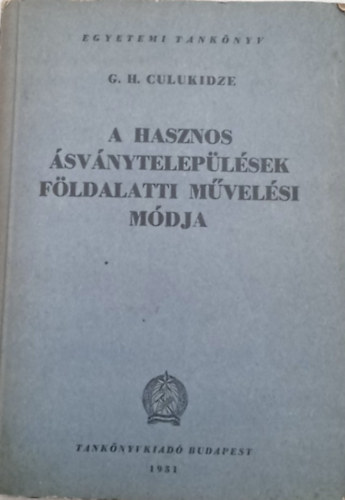 EGYETEMI TANKÖNYV
G. H. CULUKIDZE
A HASZNOS
ÁSVÁNYTELEPÜLÉSEK
FÖLDALATTI MŰVELÉSI
MÓDJA
TANKÖNYVKIADÓ BUDAPEST
1951